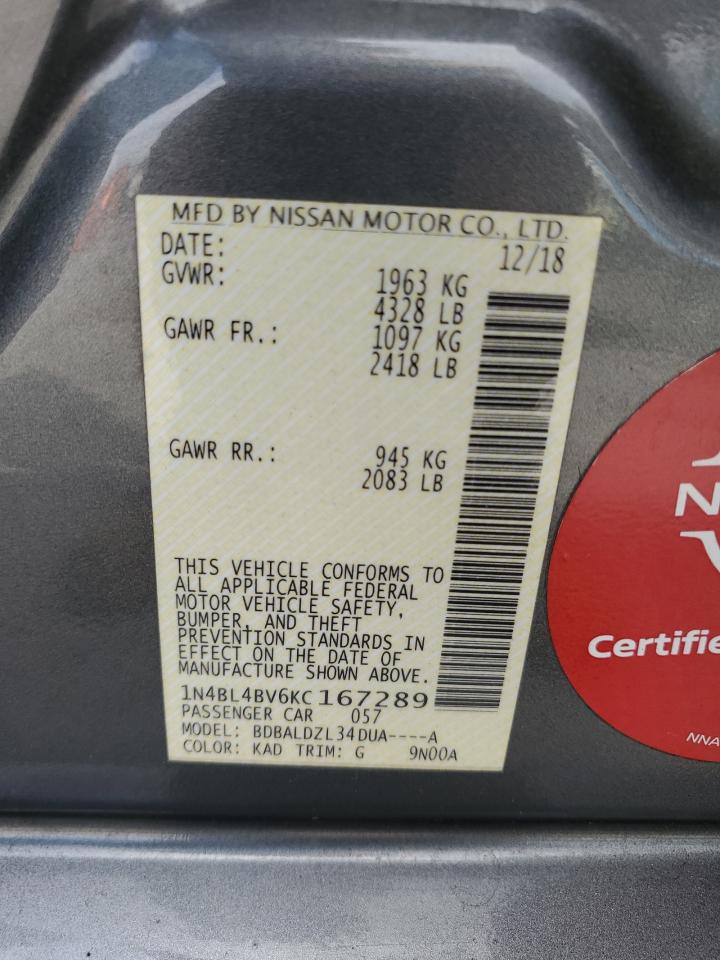 MFD BY NISSAN MOTOR CO., LTD.
DATE: 12/18
GVWR: 1963 KG
4328 LB
GAWR FR.: 1097 KG
2418 LB
GAWR RR.: 945 KG
2083 LB
THIS VEHICLE CONFORMS TO
ALL APPLICABLE FEDERAL
MOTOR VEHICLE SAFETY,
BUMPER, AND THEFT
PREVENTION STANDARDS IN
EFFECT ON THE DATE OF
MANUFACTURE SHOWN ABOVE.
1N4BL4BV6KC167289
PASSENGER CAR 057
MODEL: BDBALDZL34DUA----A
COLOR: KAD TRIM: G 9N00A
N
Certifie
NNA